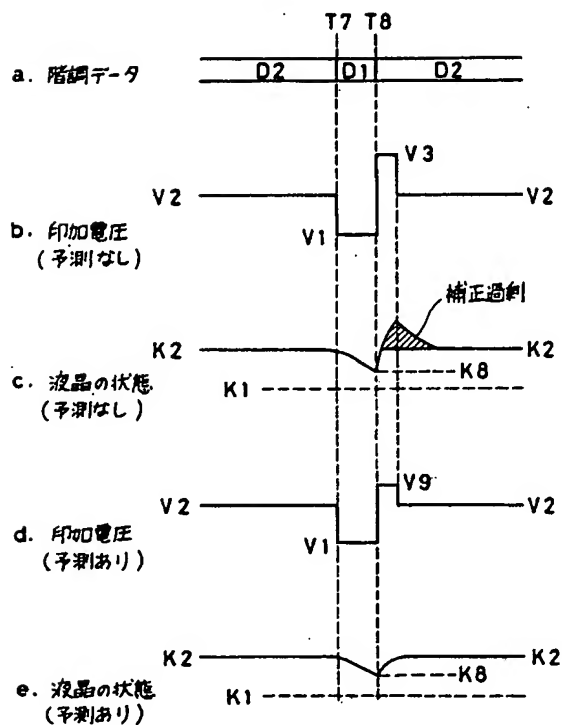 T7 T8
a. 階調データ
D2 D1 D2
V3
V2 V2
b. 印加電圧
(予測なし)
V1
補正過剰
K2 K2
K8
c. 液晶の状態
(予測なし)
K1
V9
V2 V2
d. 印加電圧
(予測あり)
V1
K2 K2
K8
e. 液晶の状態
(予測あり)
K1